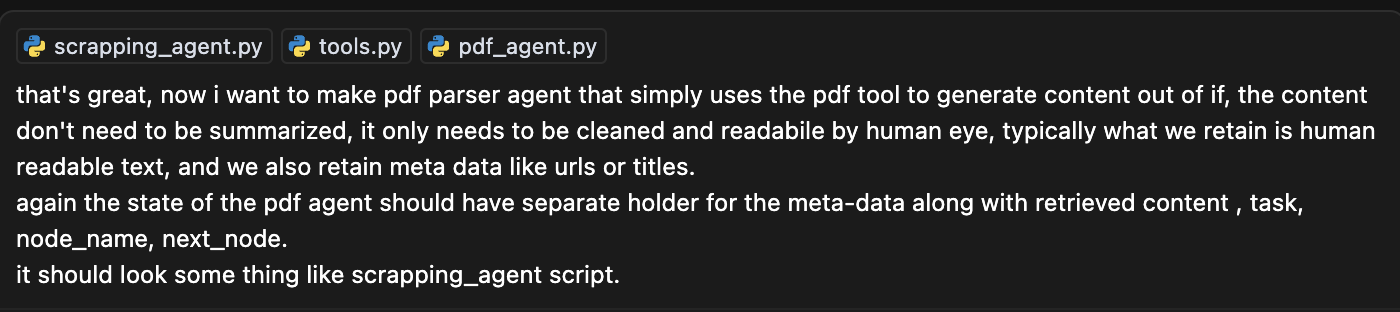 scrapping_agent.py tools.py pdf_agent.py
that's great, now i want to make pdf parser agent that simply uses the pdf tool to generate content out of if, the content
don't need to be summarized, it only needs to be cleaned and readabile by human eye, typically what we retain is human
readable text, and we also retain meta data like urls or titles.
again the state of the pdf agent should have separate holder for the meta-data along with retrieved content , task,
node_name, next_node.
it should look some thing like scrapping_agent script.